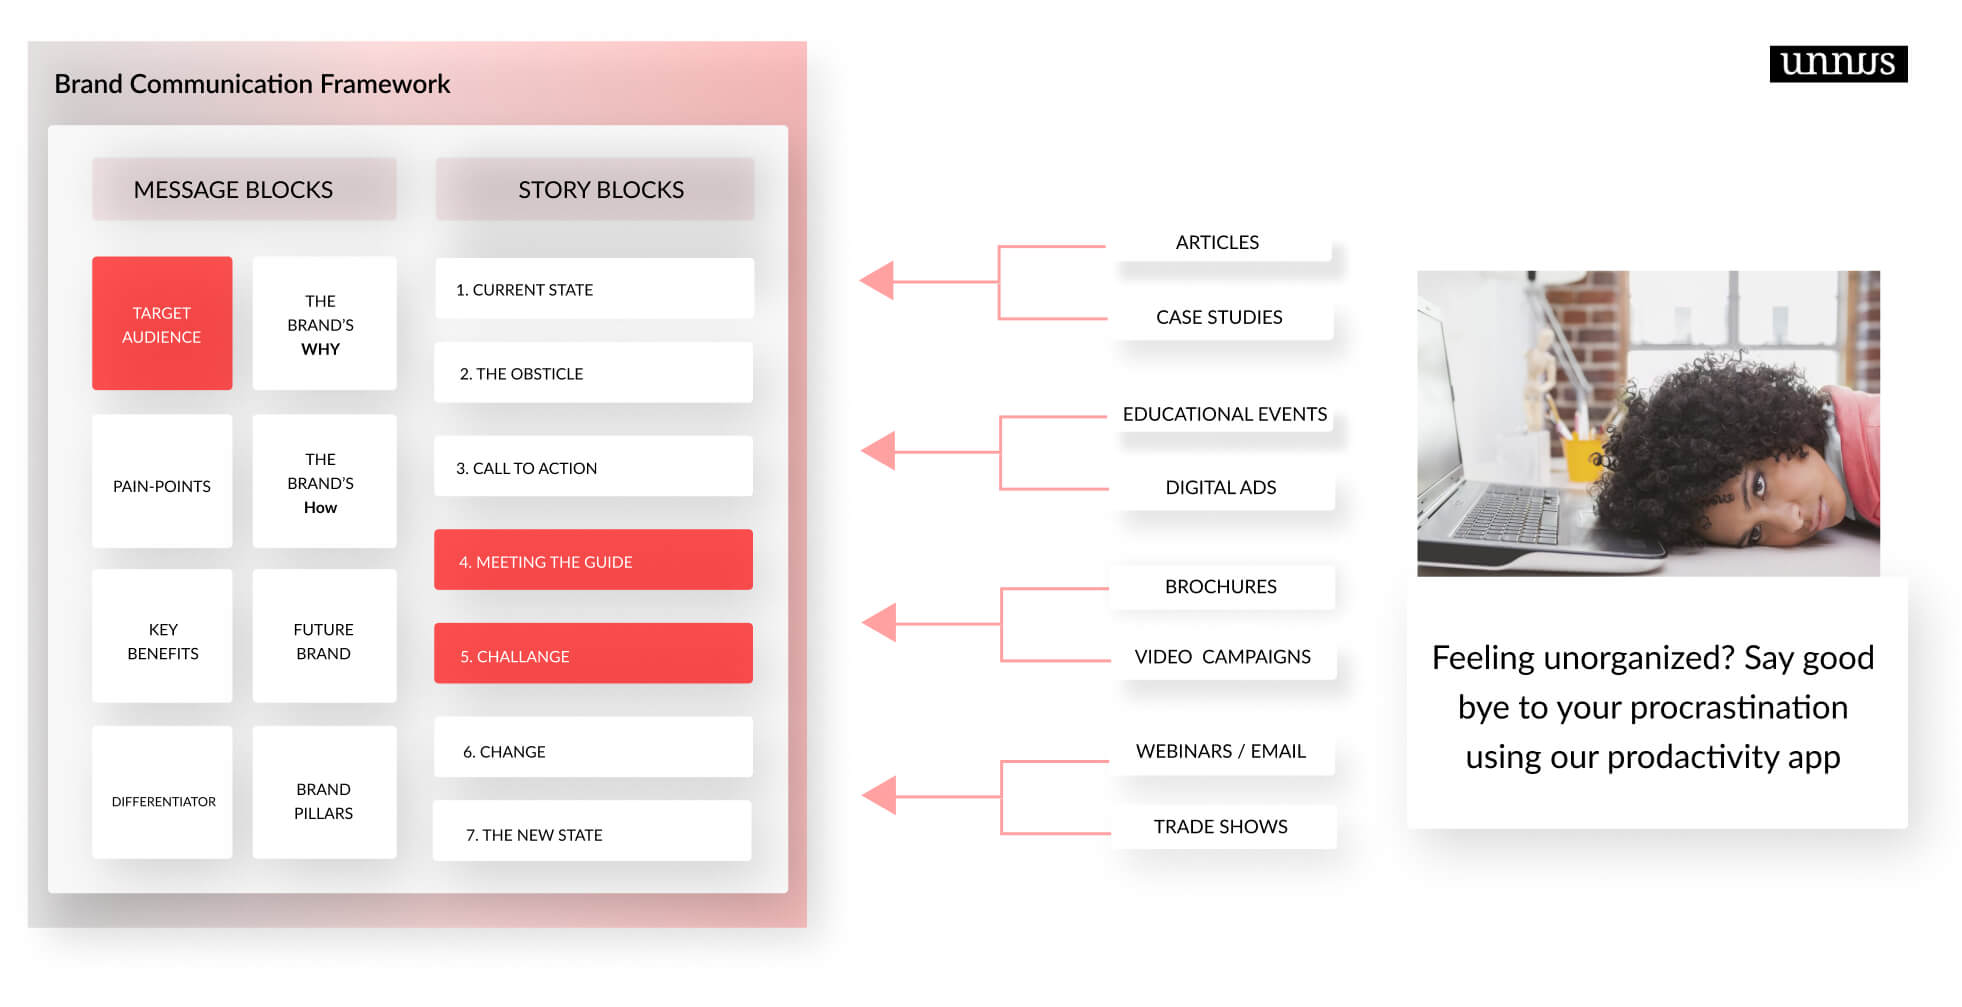 Brand Communication Framework
unnus
MESSAGE BLOCKS
STORY BLOCKS
TARGET
AUDIENCE
THE
BRAND'S
WHY
PAIN-POINTS
THE
BRAND'S
How
KEY
BENEFITS
FUTURE
BRAND
DIFFERENTIATOR
BRAND
PILLARS
1. CURRENT STATE
2. THE OBSTICLE
3. CALL TO ACTION
4. MEETING THE GUIDE
5. CHALLANGE
6. CHANGE
7. THE NEW STATE
ARTICLES
CASE STUDIES
EDUCATIONAL EVENTS
DIGITAL ADS
BROCHURES
VIDEO CAMPAIGNS
WEBINARS / EMAIL
TRADE SHOWS
Feeling unorganized? Say good
bye to your procrastination
using our prodactivity app